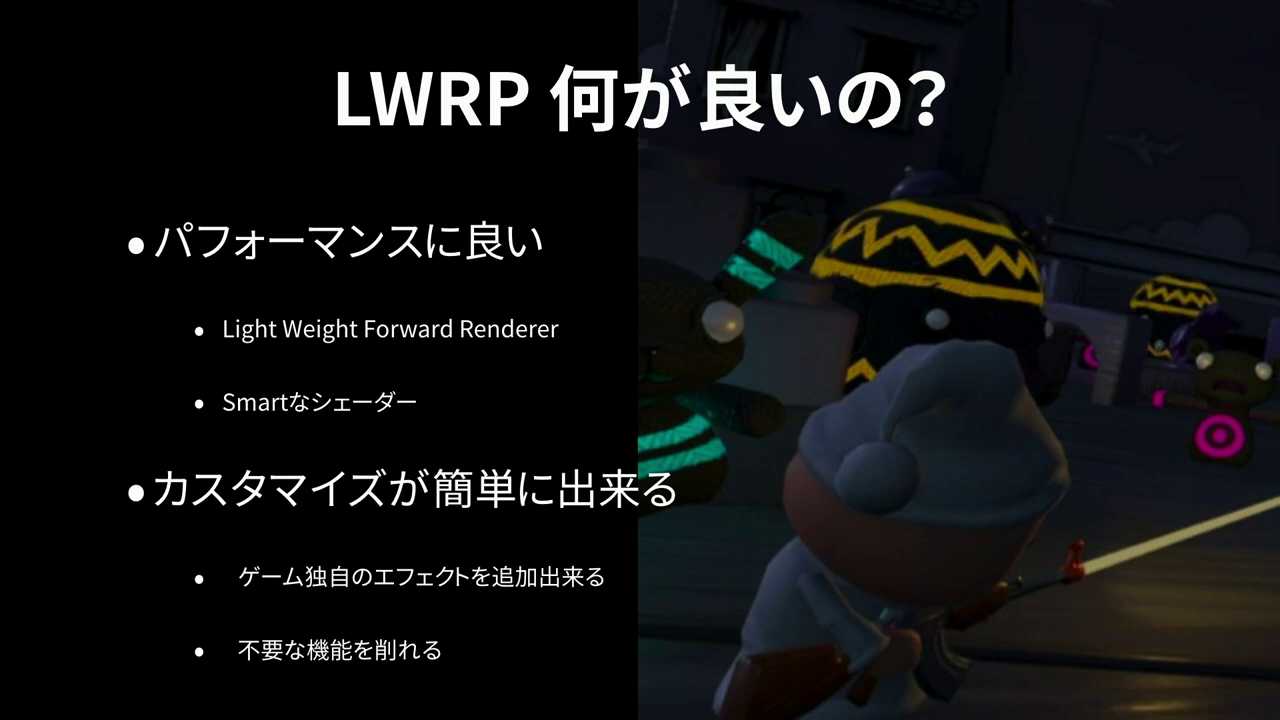 LWRP 何が良いの？
•パフォーマンスに良い
• Light Weight Forward Renderer
• Smartなシェーダー
•カスタマイズが簡単に出来る
• ゲーム独自のエフェクトを追加出来る
• 不要な機能を削れる